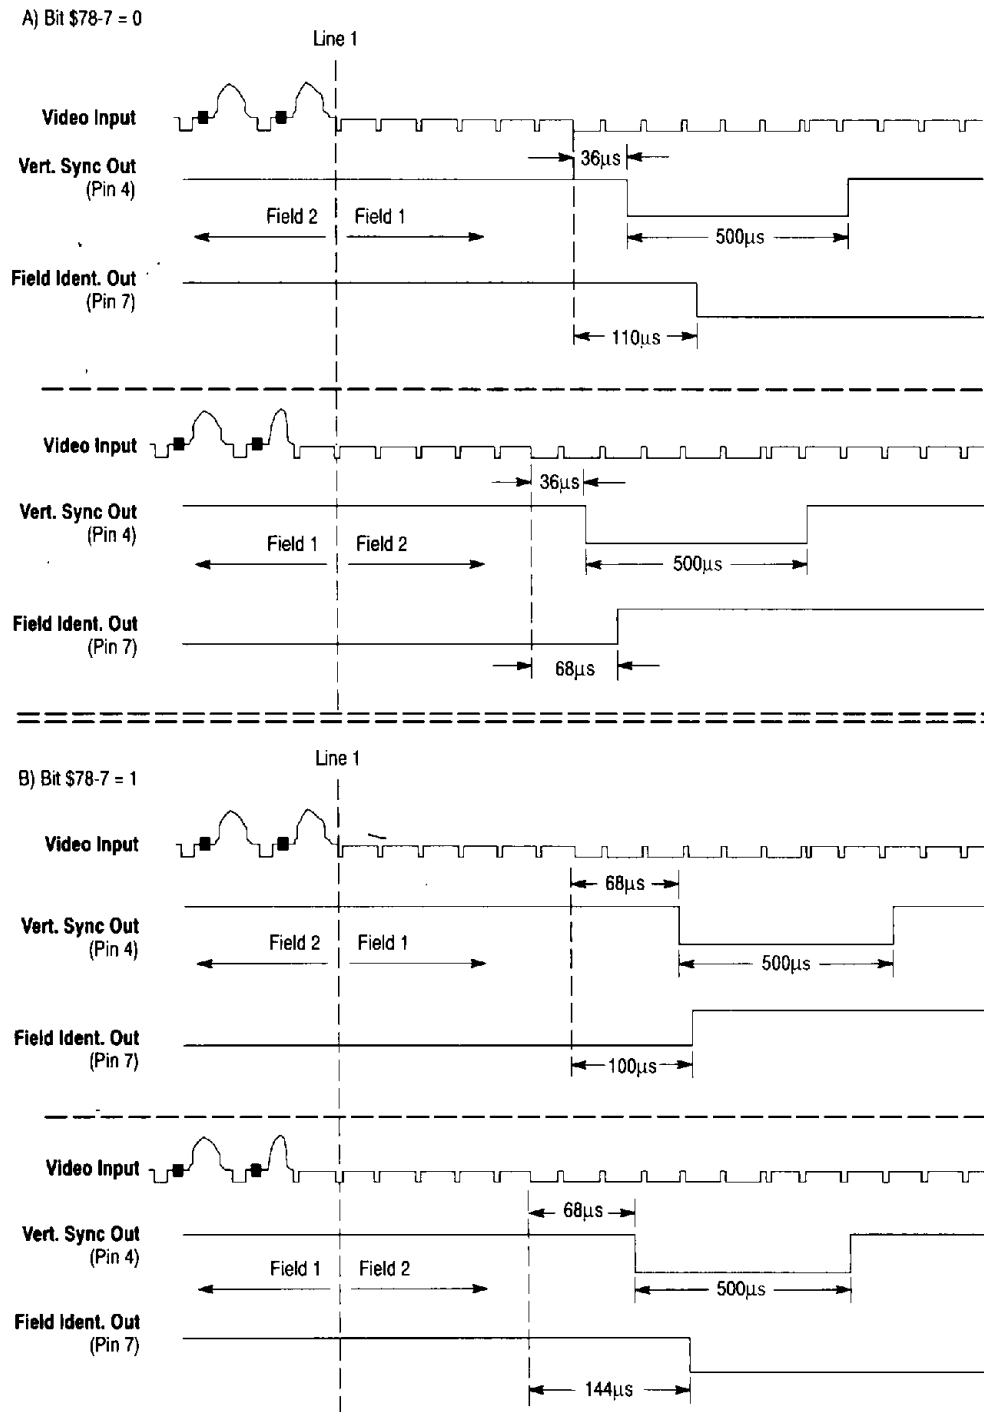 A) Bit $78-7 = 0
Line 1
Video Input
36µs
Vert. Sync Out
(Pin 4)
Field 2
Field 1
500µs
Field Ident. Out
(Pin 7)
110µs
Video Input
36µs
Vert. Sync Out
(Pin 4)
Field 1
Field 2
500µs
Field Ident. Out
(Pin 7)
68µs
Line 1
B) Bit $78-7 = 1
Video Input
68µs
Vert. Sync Out
(Pin 4)
Field 2
Field 1
500µs
Field Ident. Out
(Pin 7)
100µs
Video Input
68µs
Vert. Sync Out
(Pin 4)
Field 1
Field 2
500µs
Field Ident. Out
(Pin 7)
144µs